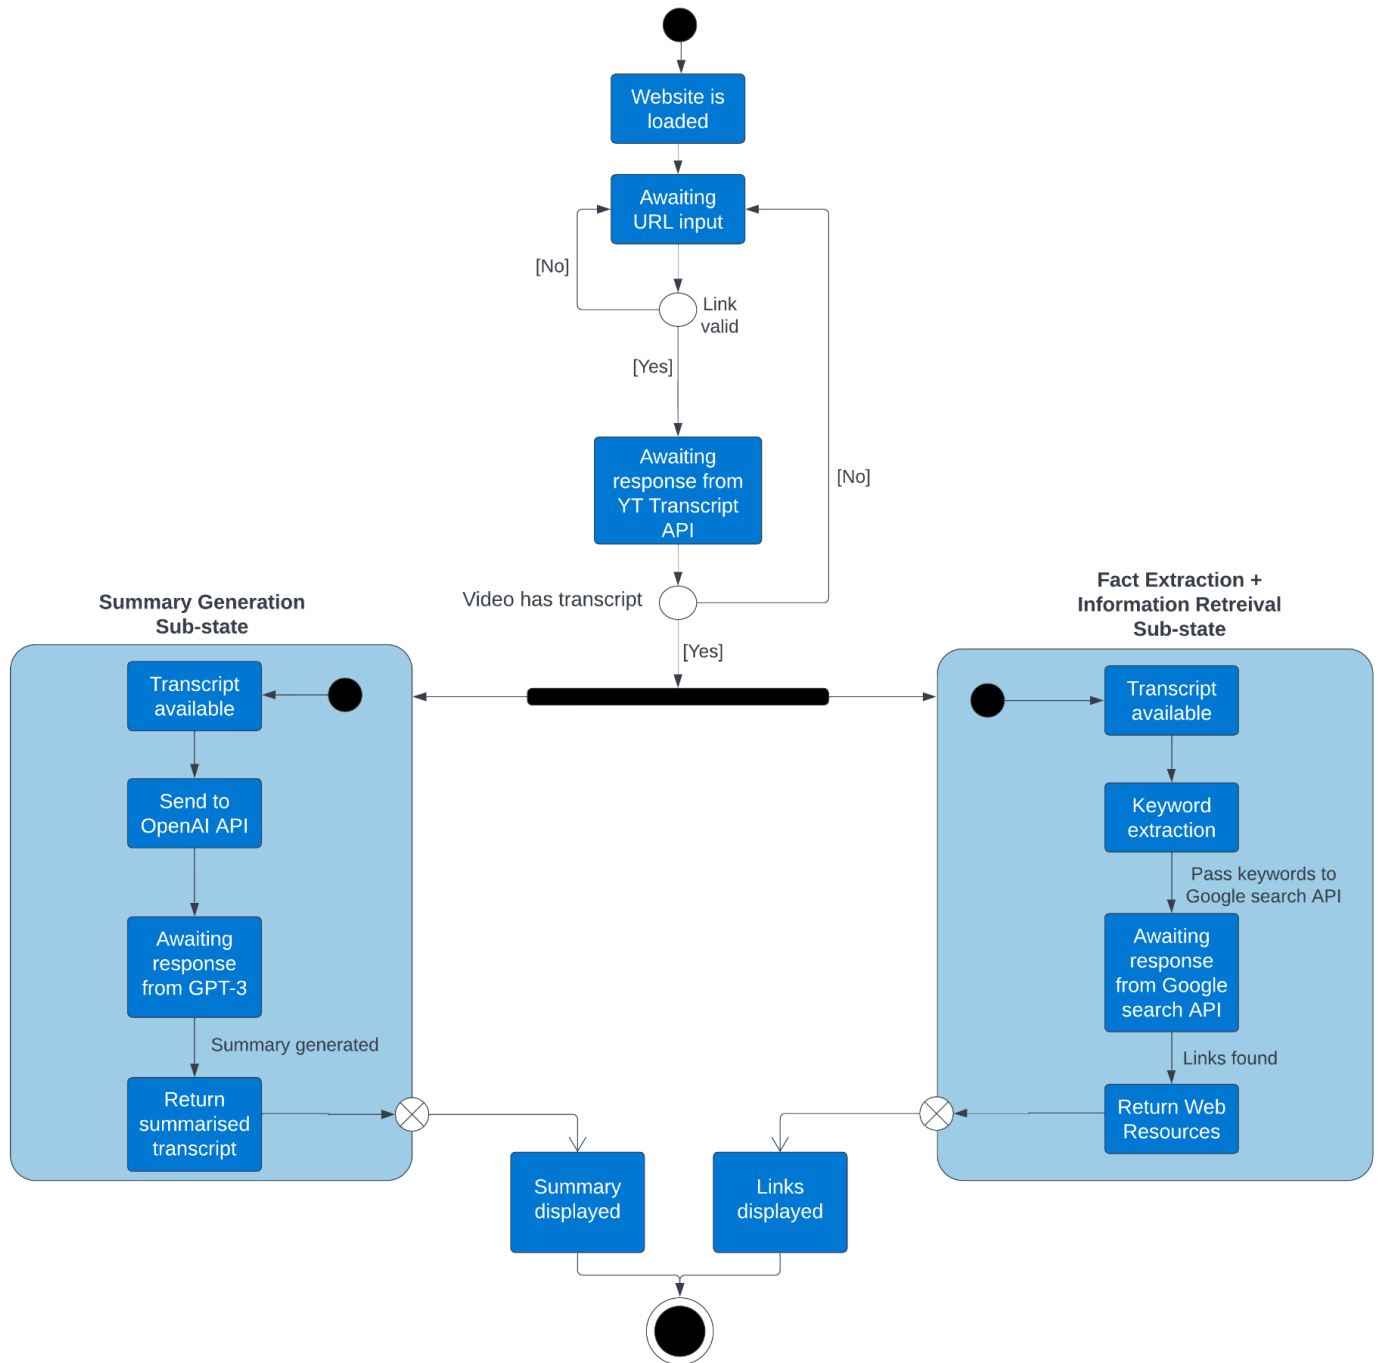 Website is
loaded
Awaiting
URL input
[No]
Link
valid
[Yes]
Awaiting
response from
YT Transcript
API
[No]
Video has transcript
[Yes]
Summary Generation
Sub-state
Transcript
available
Send to
OpenAI API
Awaiting
response
from GPT-3
Summary generated
Return
summarised
transcript
Fact Extraction +
Information Retreival
Sub-state
Transcript
available
Keyword
extraction
Pass keywords to
Google search API
Awaiting
response
from Google
search API
Links found
Return Web
Resources
Summary
displayed
Links
displayed